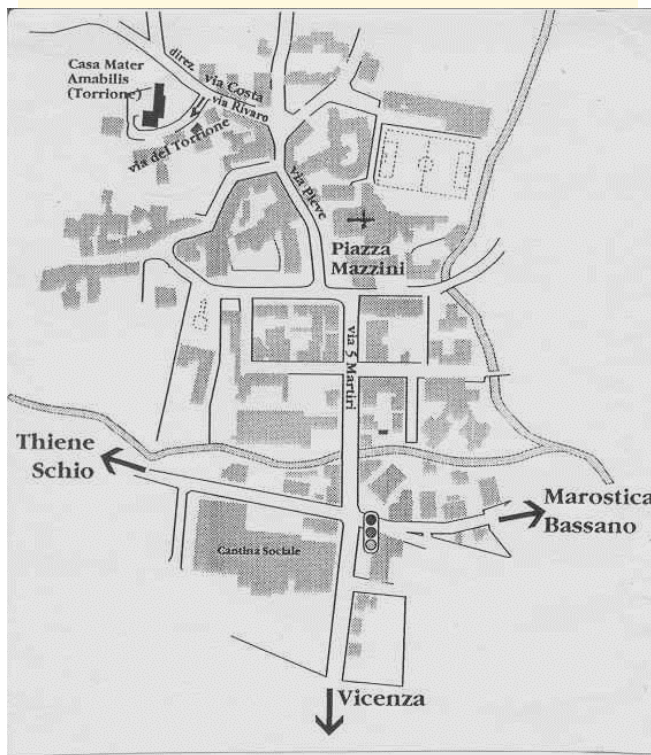 Casa Mater
Amabilis
(Torrione)
direz.
via Costa
via Rivaro
via del Torrione
via Pieve
Piazza
Mazzini
via 5 Martiri
Thiene
Schio
Marostica
Bassano
Cantina Sociale
Vicenza